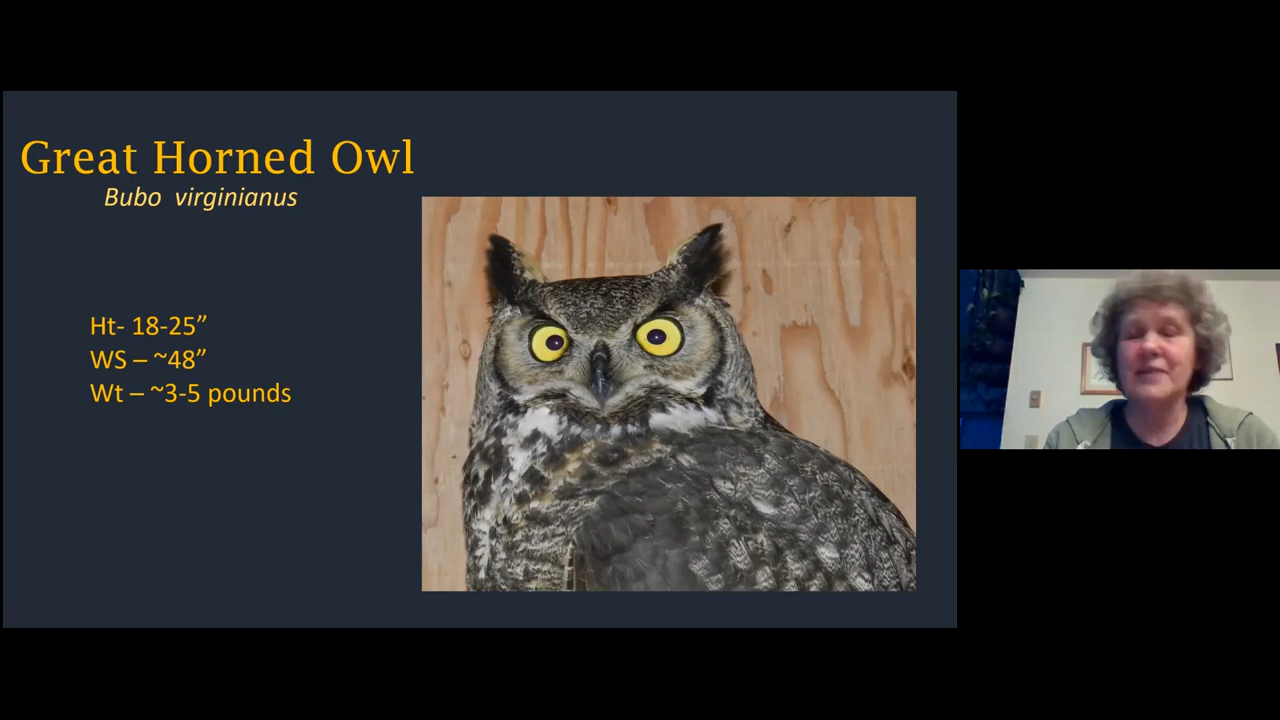 Great Horned Owl
Bubo virginianus
Ht- 18-25”
WS – ~48”
Wt – ~3-5 pounds